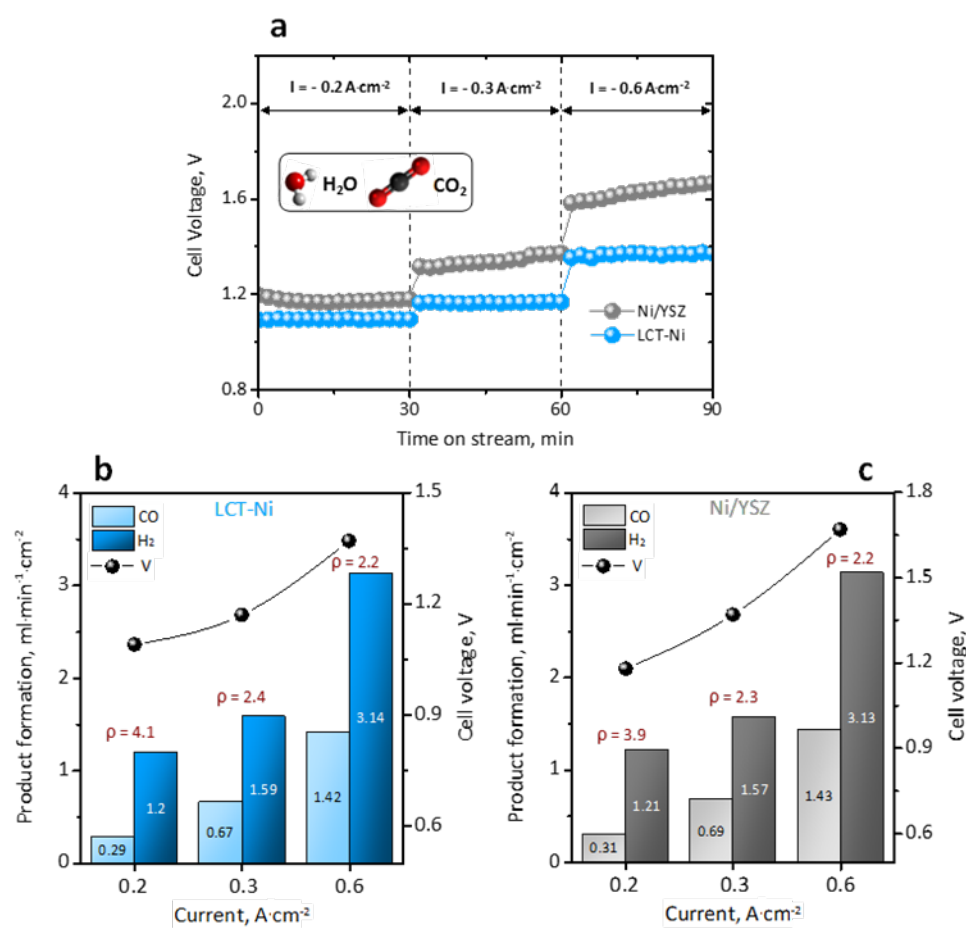 a
I = - 0.2 A·cm⁻²
I = - 0.3 A·cm⁻²
I = - 0.6 A·cm⁻²
2.0
1.6
1.2
0.8
Cell Voltage, V
H₂O
CO₂
Ni/YSZ
LCT-Ni
0
30
60
90
Time on stream, min
b
LCT-Ni
CO
H₂
V
4
3
2
1
0
Product formation, ml·min⁻¹·cm⁻²
1.5
1.2
0.9
0.6
Cell voltage, V
ρ = 4.1
ρ = 2.4
ρ = 2.2
0.29
1.2
0.67
1.59
1.42
3.14
0.2
0.3
0.6
Current, A·cm⁻²
c
Ni/YSZ
CO
H₂
V
4
3
2
1
0
Product formation, ml·min⁻¹·cm⁻²
1.8
1.5
1.2
0.9
0.6
Cell voltage, V
ρ = 3.9
ρ = 2.3
ρ = 2.2
0.31
1.21
0.69
1.57
1.43
3.13
0.2
0.3
0.6
Current, A·cm⁻²